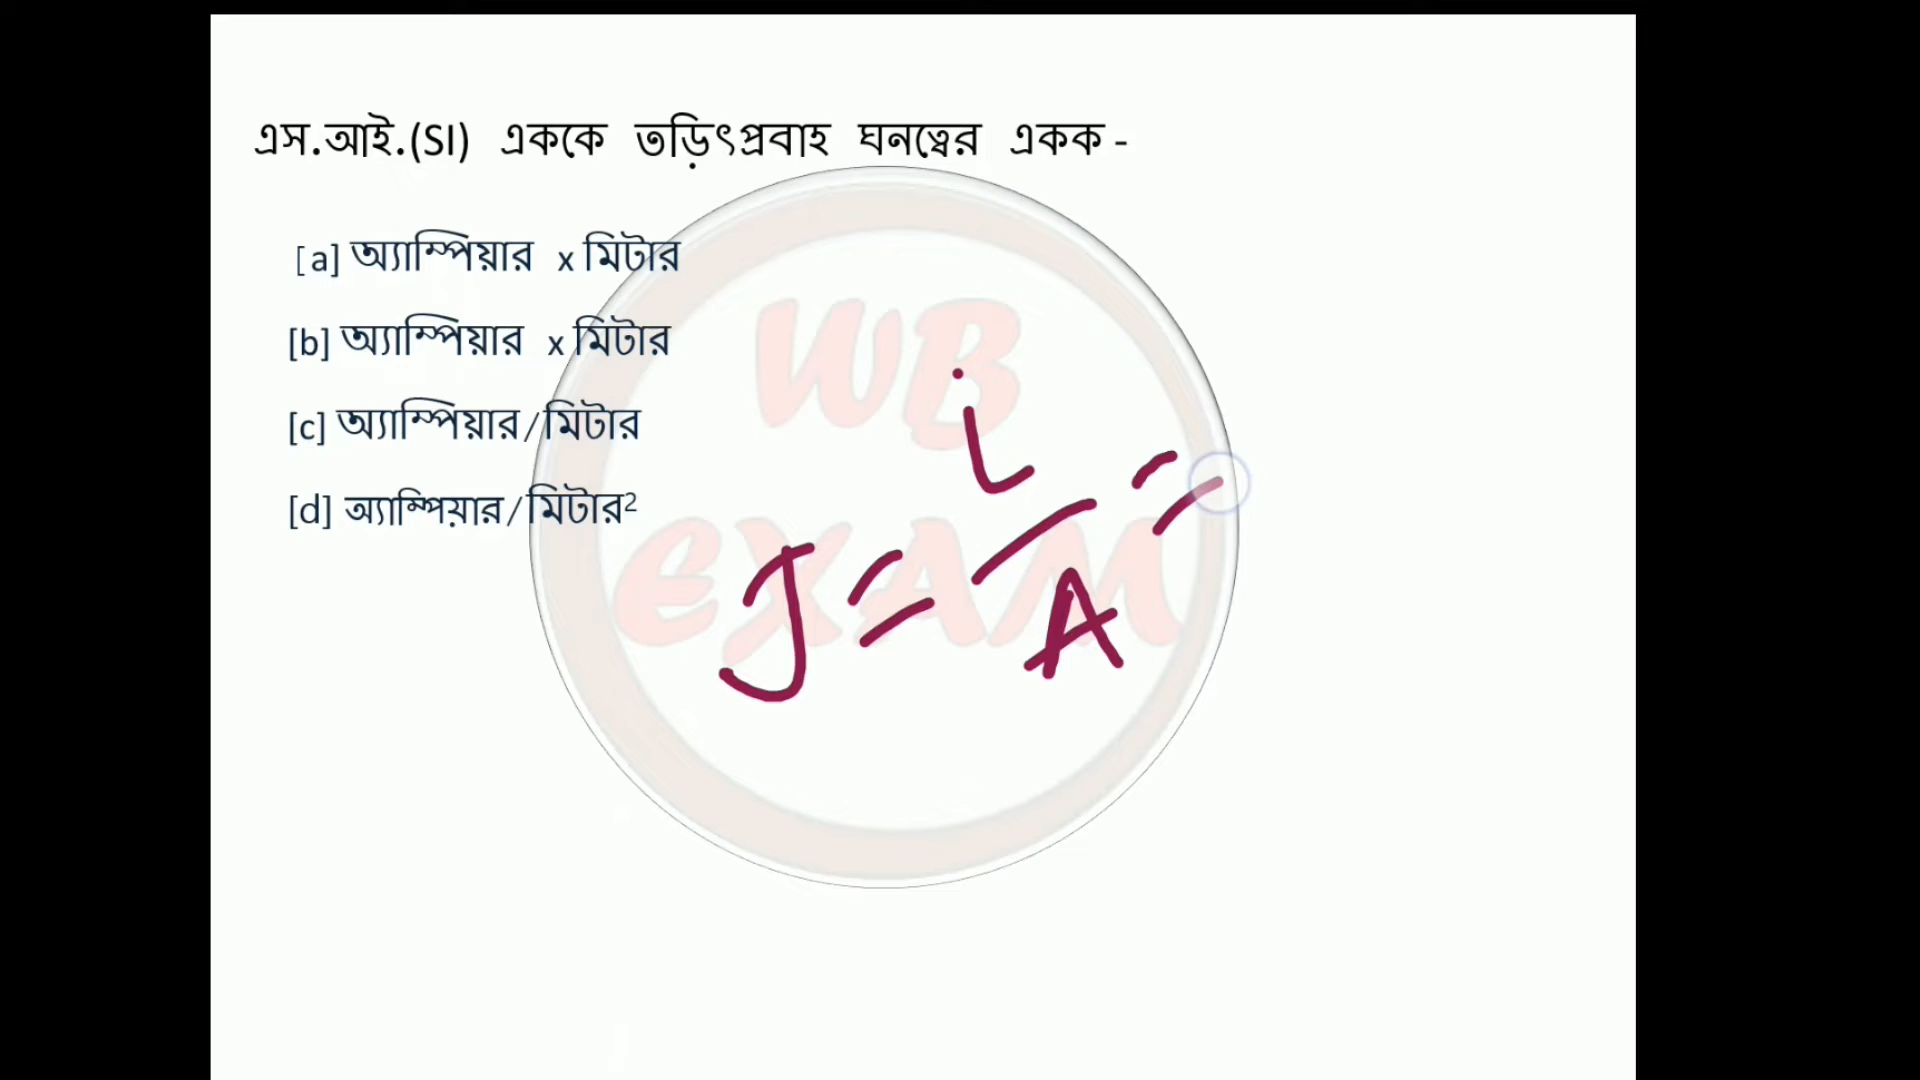 এস.আই.(SI) এককে তড়িৎপ্রবাহ ঘনত্বের একক -
[a] অ্যাম্পিয়ার x মিটার
[b] অ্যাম্পিয়ার x মিটার
[c] অ্যাম্পিয়ার/মিটার
[d] অ্যাম্পিয়ার/মিটার²
WB
EXAM
J = i/A =